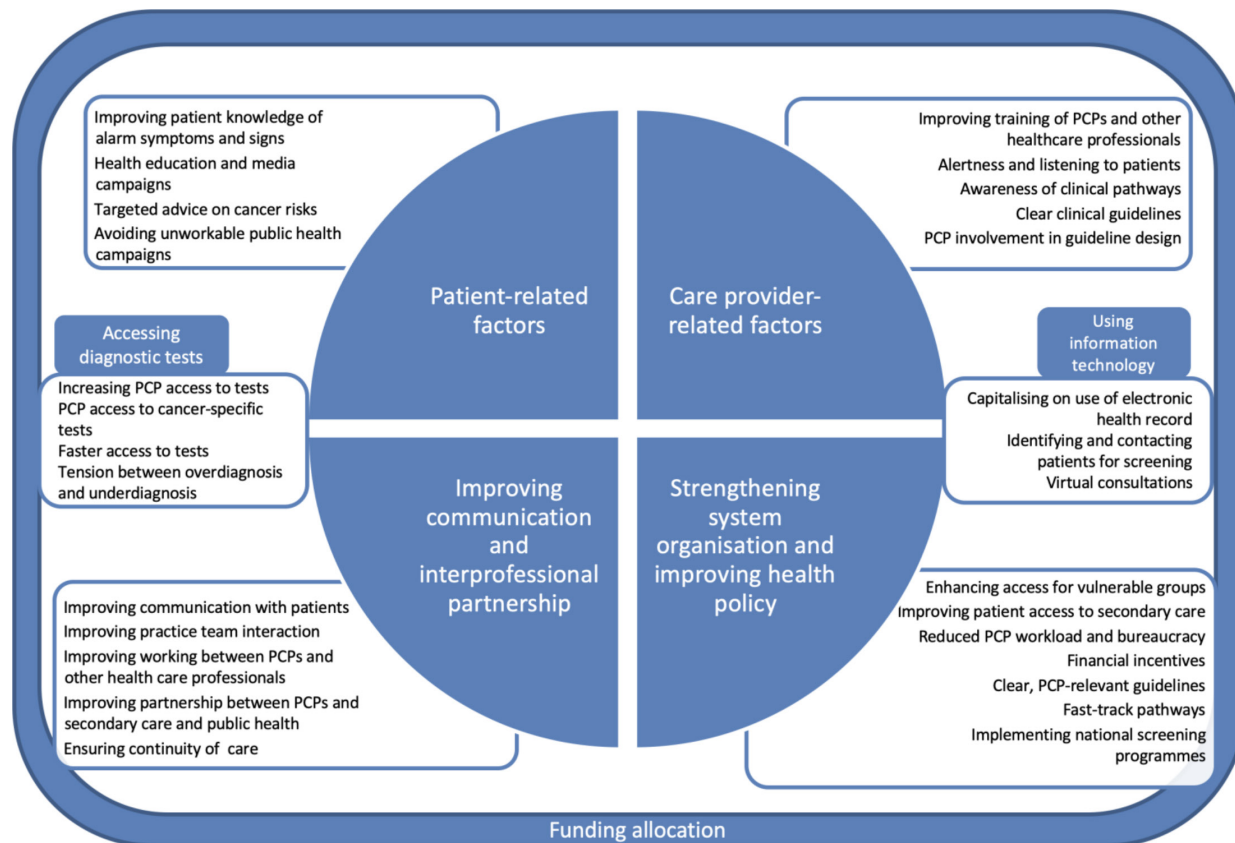 Improving patient knowledge of
alarm symptoms and signs
Health education and media
campaigns
Targeted advice on cancer risks
Avoiding unworkable public health
campaigns
Improving training of PCPs and other
healthcare professionals
Alertness and listening to patients
Awareness of clinical pathways
Clear clinical guidelines
PCP involvement in guideline design
Patient-related
factors
Care provider-
related factors
Accessing
diagnostic tests
Increasing PCP access to tests
PCP access to cancer-specific
tests
Faster access to tests
Tension between overdiagnosis
and underdiagnosis
Using
information
technology
Capitalising on use of electronic
health record
Identifying and contacting
patients for screening
Virtual consultations
Improving
communication
and
interprofessional
partnership
Strengthening
system
organisation and
improving health
policy
Improving communication with patients
Improving practice team interaction
Improving working between PCPs and
other health care professionals
Improving partnership between PCPs and
secondary care and public health
Ensuring continuity of care
Enhancing access for vulnerable groups
Improving patient access to secondary care
Reduced PCP workload and bureaucracy
Financial incentives
Clear, PCP-relevant guidelines
Fast-track pathways
Implementing national screening
programmes
Funding allocation